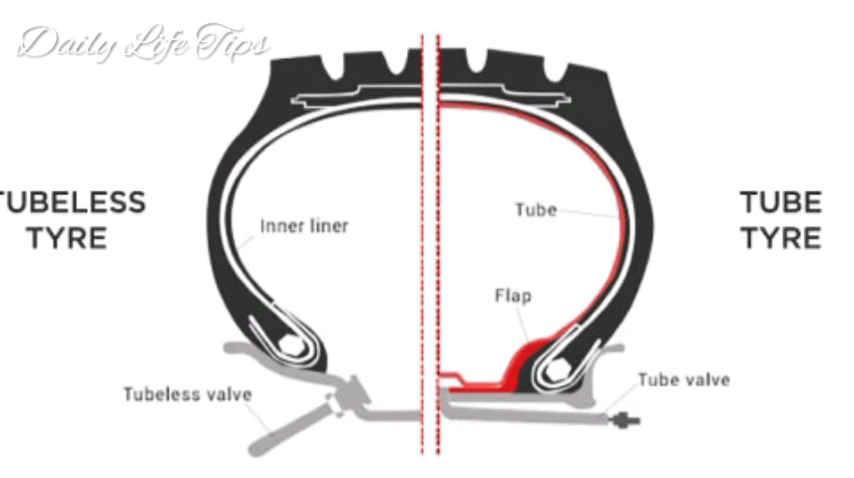 Daily Life Tips
TUBELESS
TYRE
Inner liner
Tubeless valve
Tube
Flap
Tube valve
TUBE
TYRE